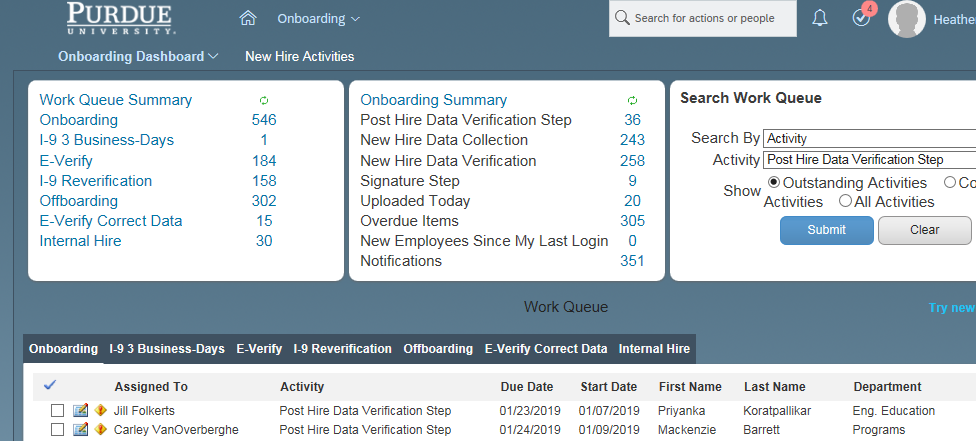 PURDUE
UNIVERSITY.
Onboarding
Search for actions or people
4
Heather
Onboarding Dashboard
New Hire Activities
Work Queue Summary
Onboarding 546
I-9 3 Business-Days 1
E-Verify 184
I-9 Reverification 158
Offboarding 302
E-Verify Correct Data 15
Internal Hire 30
Onboarding Summary
Post Hire Data Verification Step 36
New Hire Data Collection 243
New Hire Data Verification 258
Signature Step 9
Uploaded Today 20
Overdue Items 305
New Employees Since My Last Login 0
Notifications 351
Search Work Queue
Search By Activity
Activity Post Hire Data Verification Step
Show Outstanding Activities Co
Activities All Activities
Submit Clear
Work Queue
Try new
Onboarding I-9 3 Business-Days E-Verify I-9 Reverification Offboarding E-Verify Correct Data Internal Hire
Assigned To Activity Due Date Start Date First Name Last Name Department
Jill Folkerts Post Hire Data Verification Step 01/23/2019 01/07/2019 Priyanka Koratpallikar Eng. Education
Carley VanOverberghe Post Hire Data Verification Step 01/24/2019 01/09/2019 Mackenzie Barrett Programs